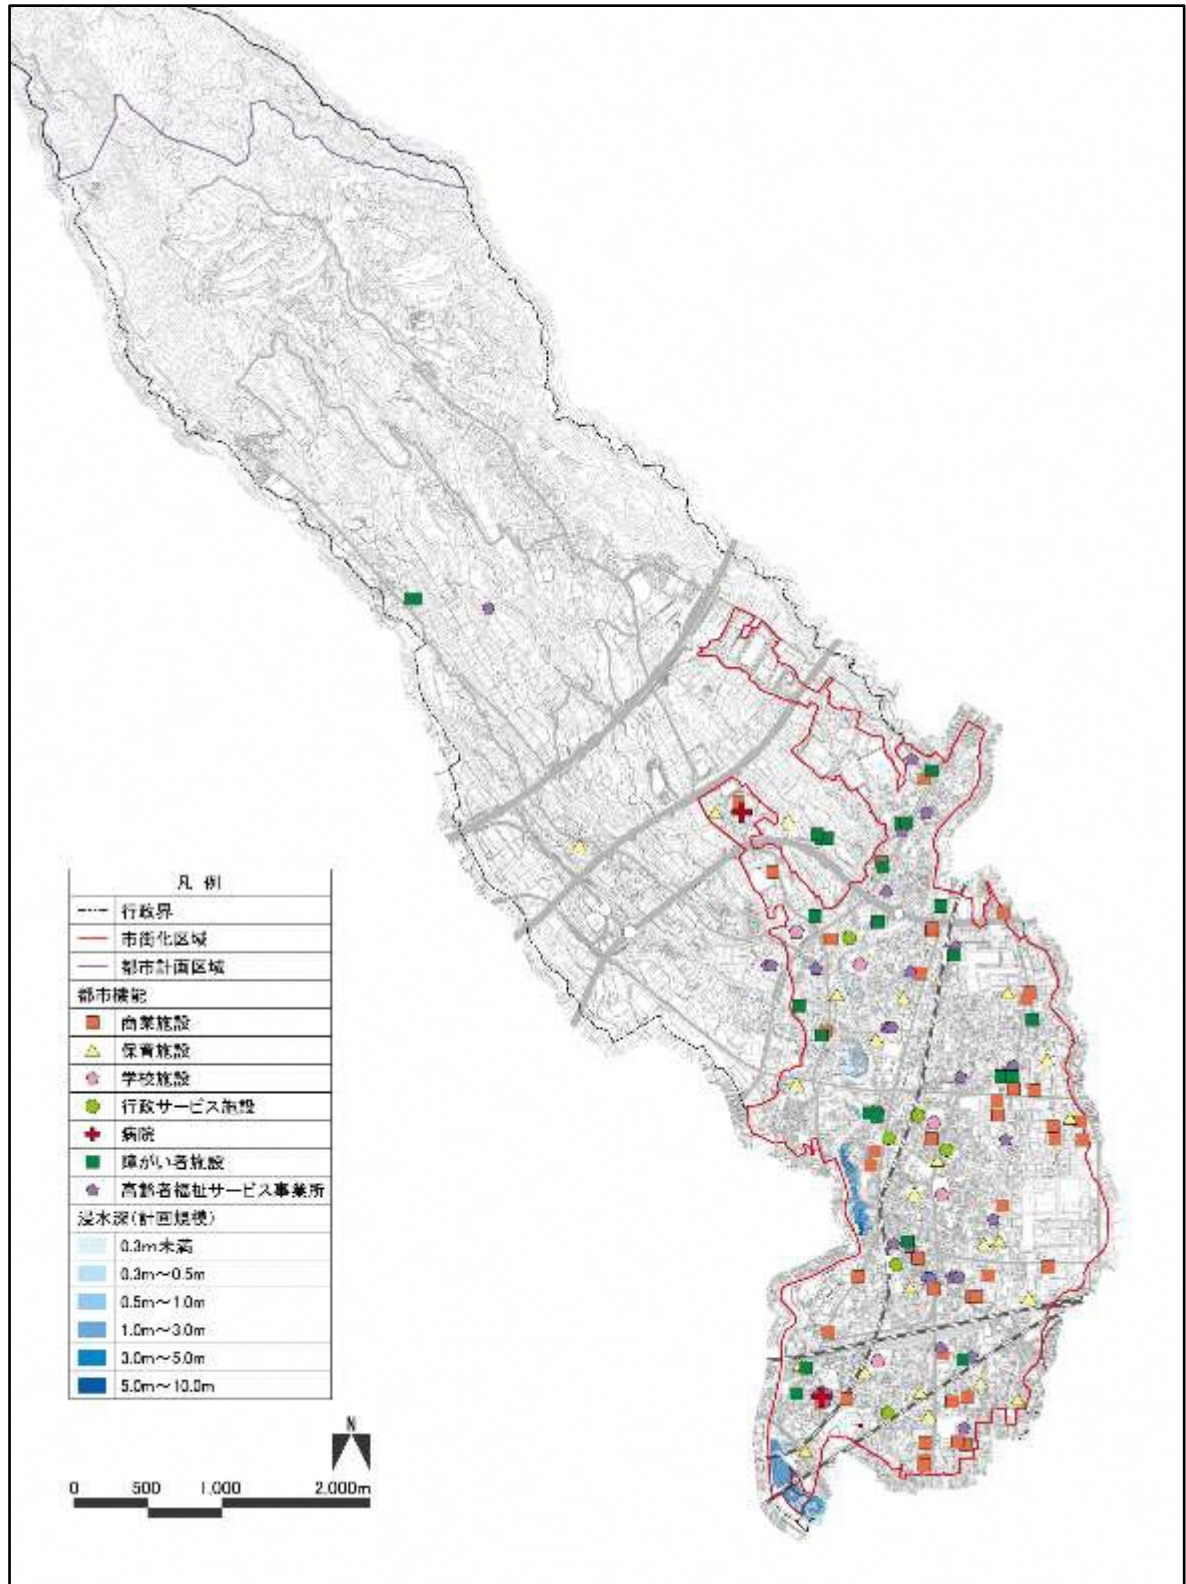 凡 例
行政界
市街化区域
都市計画区域
都市機能
商業施設
保育施設
学校施設
行政サービス施設
病院
障がい者施設
高齢者福祉サービス事業所
浸水深(計画規模)
0.3m未満
0.3m~0.5m
0.5m~1.0m
1.0m~3.0m
3.0m~5.0m
5.0m~10.0m
N
0 500 1,000 2,000m